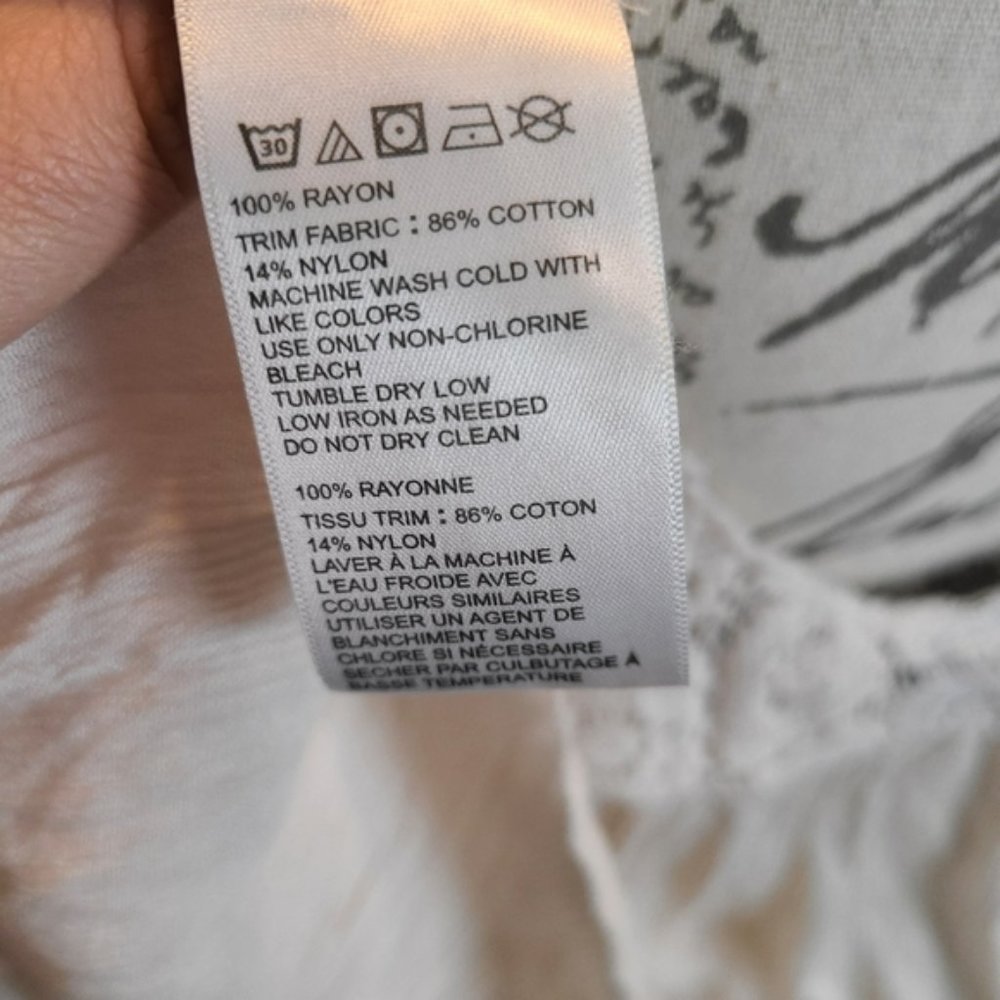 30
100% RAYON
TRIM FABRIC : 86% COTTON
14% NYLON
MACHINE WASH COLD WITH
LIKE COLORS
USE ONLY NON-CHLORINE
BLEACH
TUMBLE DRY LOW
LOW IRON AS NEEDED
DO NOT DRY CLEAN
100% RAYONNE
TISSU TRIM : 86% COTON
14% NYLON
LAVER À LA MACHINE À
L'EAU FROIDE AVEC
COULEURS SIMILAIRES
UTILISER UN AGENT DE
BLANCHIMENT SANS
CHLORE SI NÉCESSAIRE
SECHER PAR CULBUTAGE À
BASSE TEMPERATURE